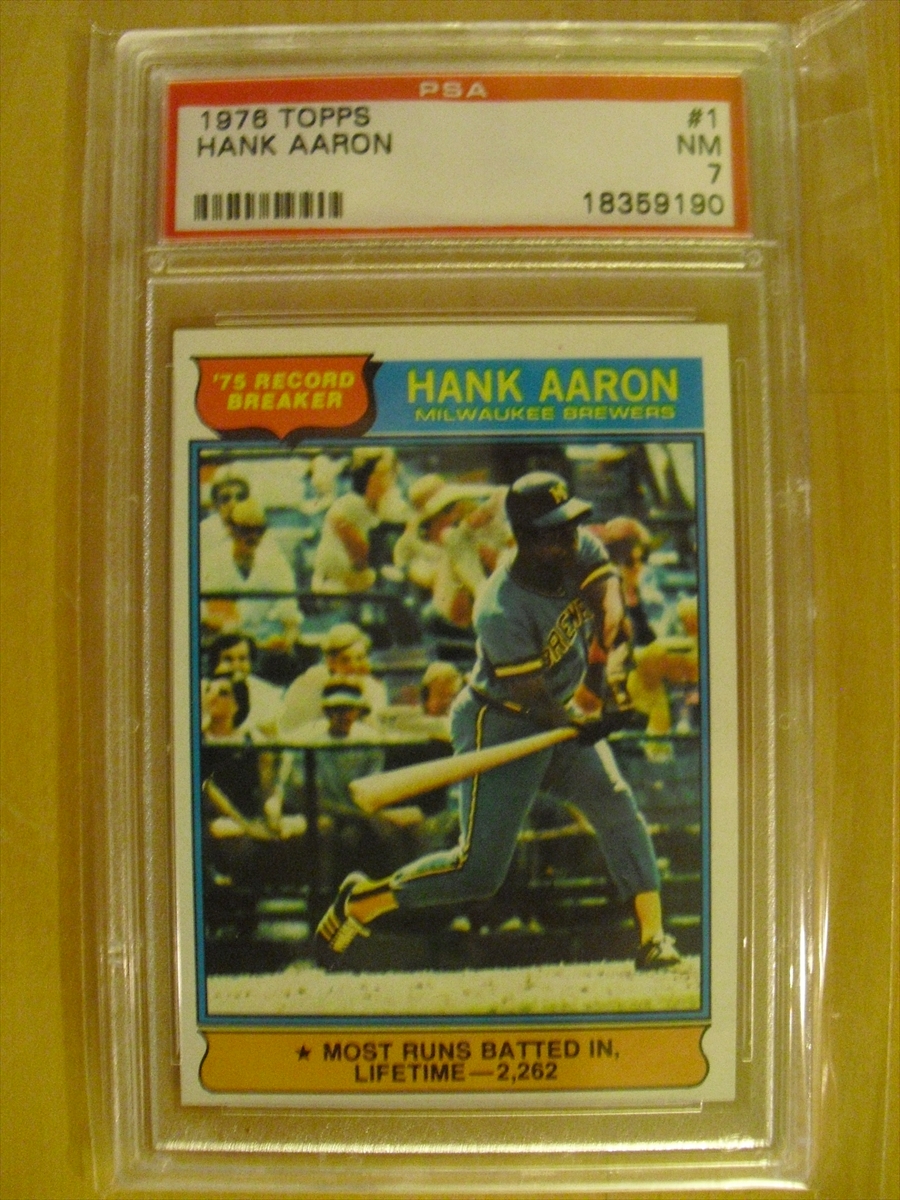 PSA
1976 TOPPS #1
HANK AARON NM
7
18359190
'75 RECORD
BREAKER
HANK AARON
MILWAUKEE BREWERS
M
BREWE
★ MOST RUNS BATTED IN,
LIFETIME—2,262